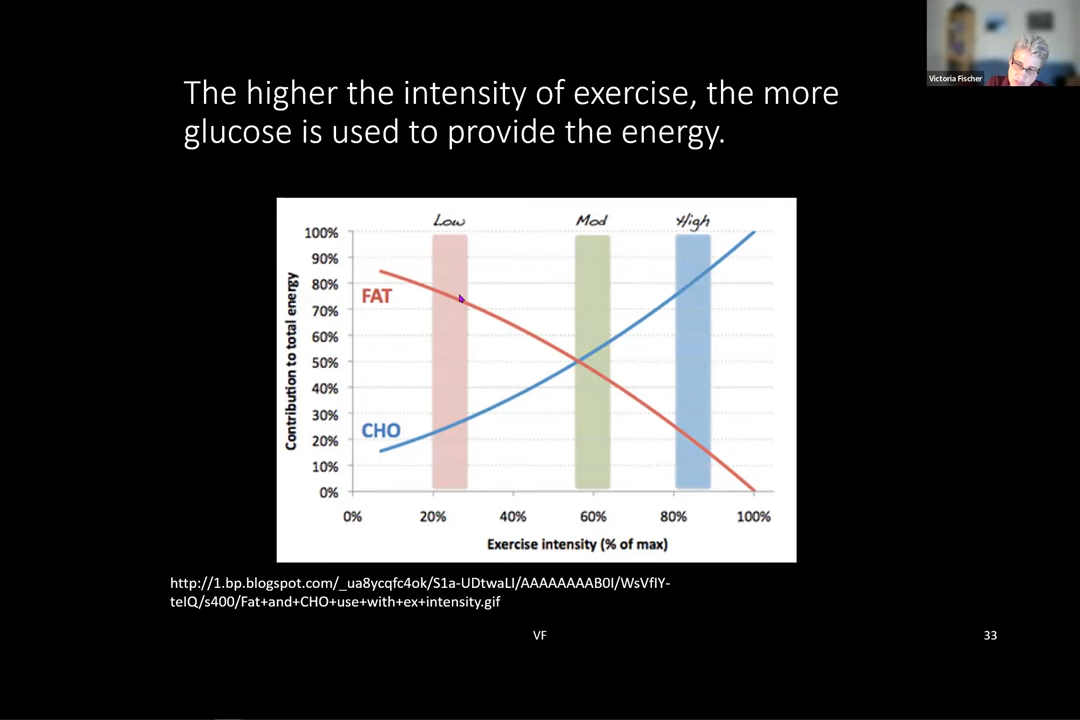 Victoria Fischer
The higher the intensity of exercise, the more
glucose is used to provide the energy.
Low
Mod
High
100%
90%
80%
70%
60%
50%
40%
30%
20%
10%
0%
Contribution to total energy
FAT
CHO
0%
20%
40%
60%
80%
100%
Exercise intensity (% of max)
http://1.bp.blogspot.com/_ua8ycqfc4ok/S1a-UDtwaLI/AAAAAAAAB0I/WsVfIY-
teIQ/s400/Fat+and+CHO+use+with+ex+intensity.gif
VF
33